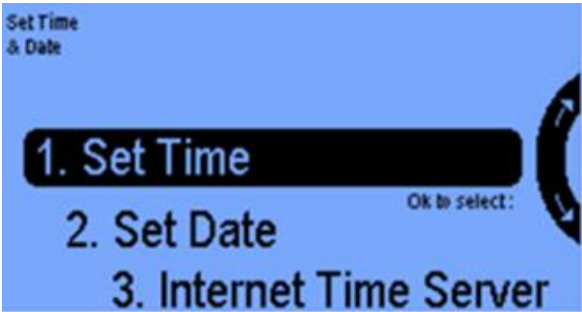 Set Time
& Date
1. Set Time
Ok to select:
2. Set Date
3. Internet Time Server